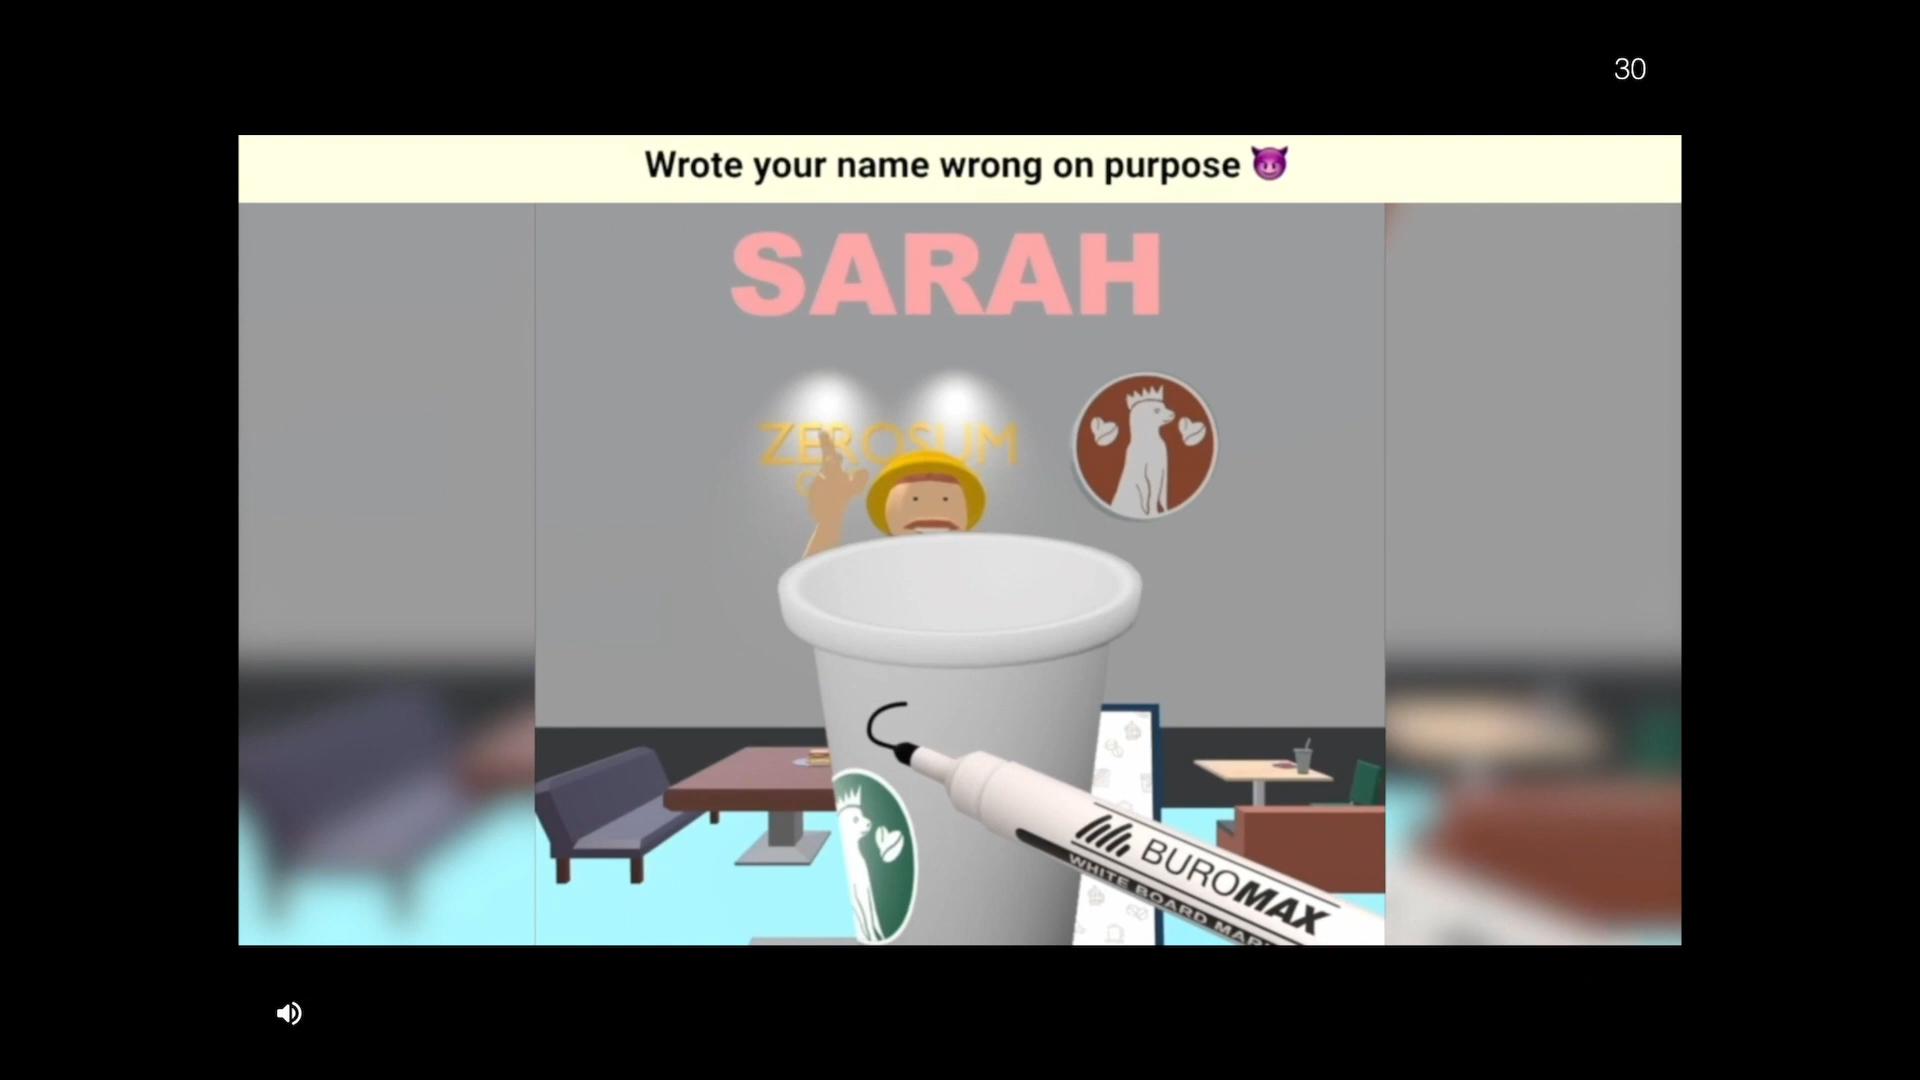 30
Wrote your name wrong on purpose 😈
SARAH
ZEROSUM
BUROMAX
WHITE BOARD MAR